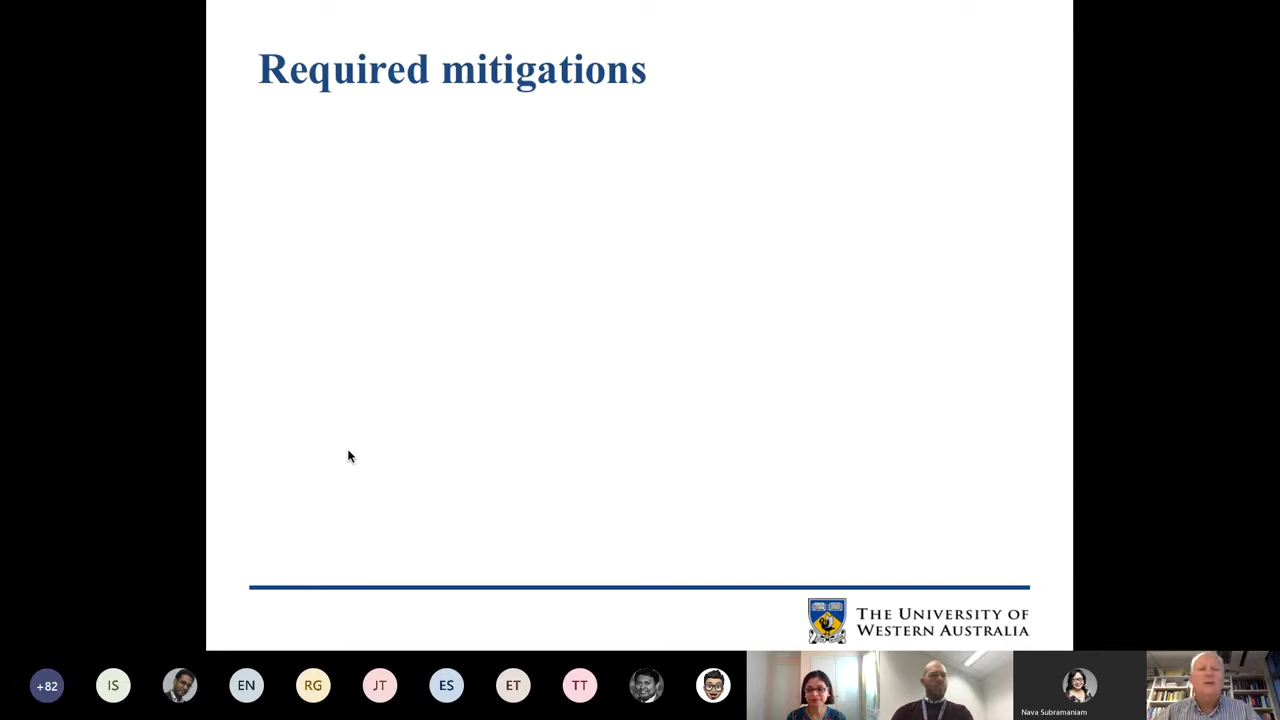 Required mitigations
THE UNIVERSITY OF
WESTERN AUSTRALIA
+82
IS
EN
RG
JT
ES
ET
TT
Nava Subramaniam